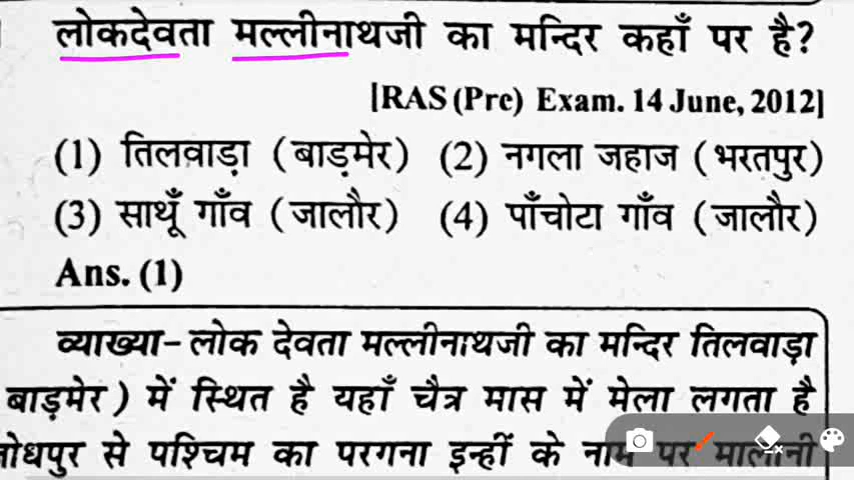 लोकदेवता मल्लीनाथजी का मन्दिर कहाँ पर है?
[RAS (Pre) Exam. 14 June, 2012]
(1) तिलवाड़ा (बाड़मेर) (2) नगला जहाज (भरतपुर)
(3) साथूँ गाँव (जालौर) (4) पाँचोटा गाँव (जालौर)
Ans. (1)
व्याख्या- लोक देवता मल्लीनाथजी का मन्दिर तिलवाड़ा
बाड़मेर) में स्थित है यहाँ चैत्र मास में मेला लगता है
जोधपुर से पश्चिम का परगना इन्हीं के नाम पर मालानी